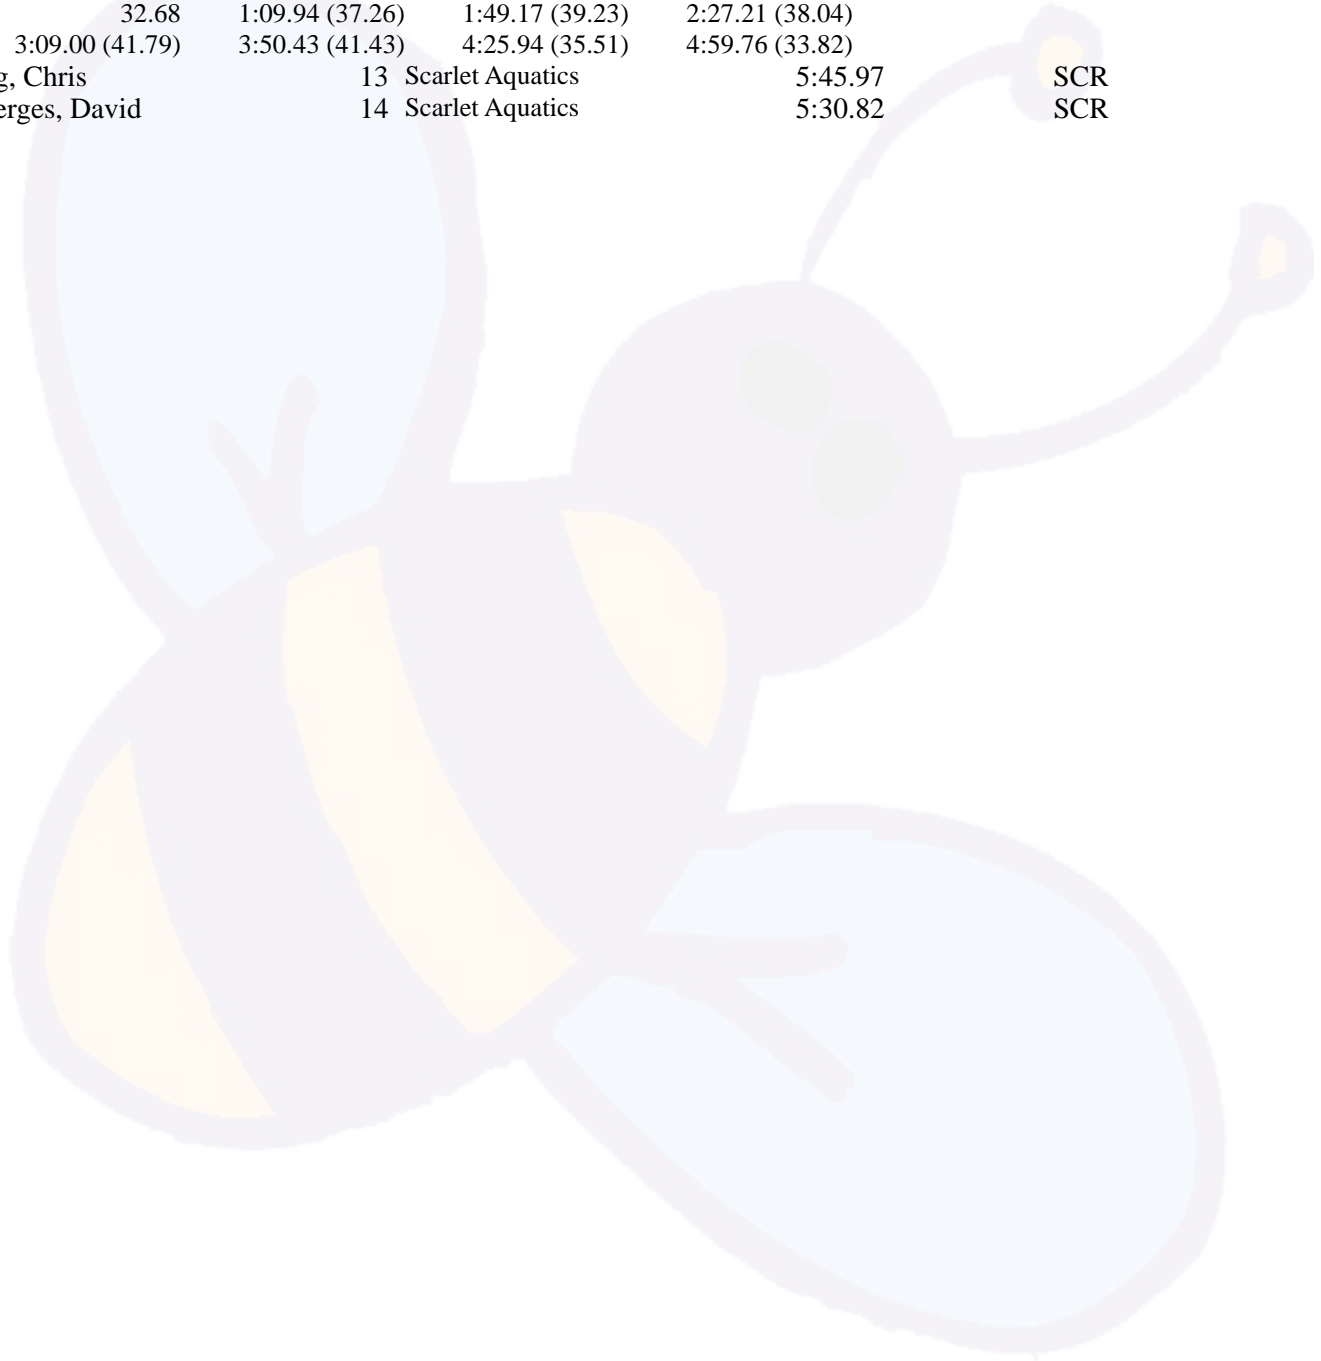 32.68 1:09.94 (37.26) 1:49.17 (39.23) 2:27.21 (38.04)
3:09.00 (41.79) 3:50.43 (41.43) 4:25.94 (35.51) 4:59.76 (33.82)
Chris 13 Scarlet Aquatics 5:45.97 SCR
David 14 Scarlet Aquatics 5:30.82 SCR